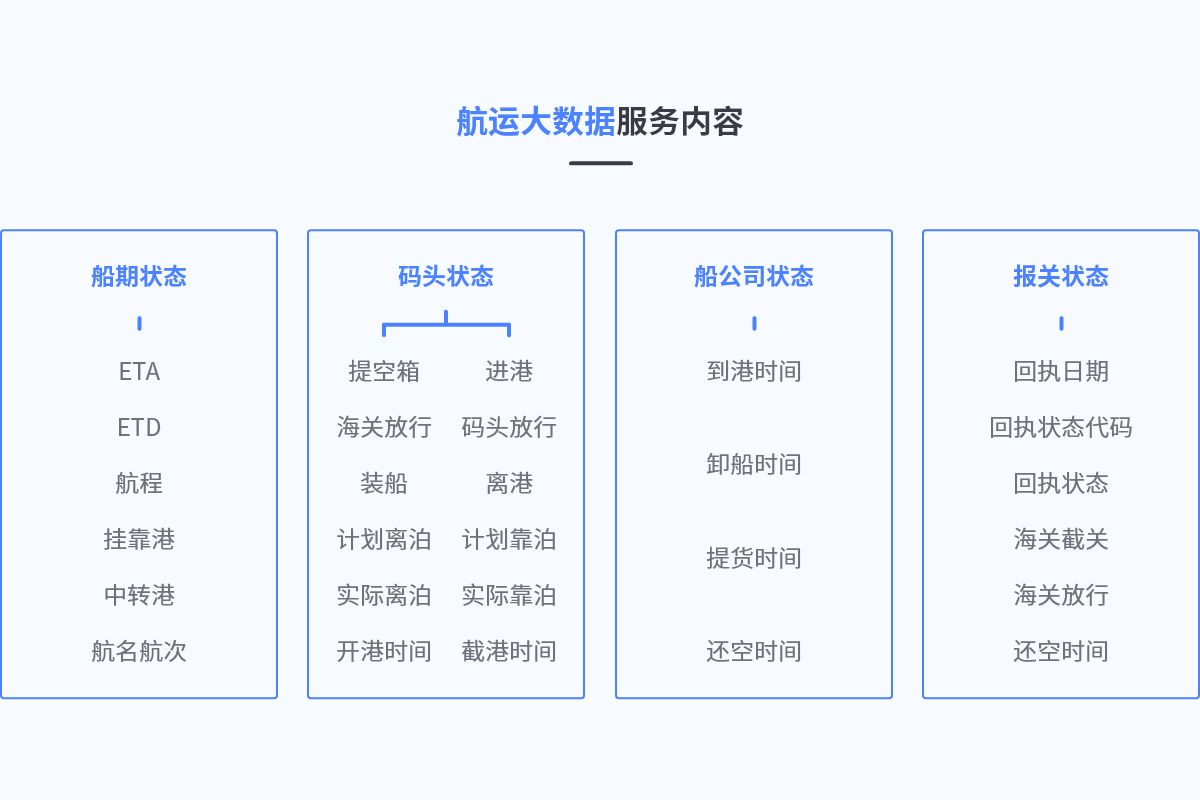 航运大数据服务内容
船期状态
ETA
ETD
航程
挂靠港
中转港
航名航次
码头状态
提空箱 进港
海关放行 码头放行
装船 离港
计划离泊 计划靠泊
实际离泊 实际靠泊
开港时间 截港时间
船公司状态
到港时间
卸船时间
提货时间
还空时间
报关状态
回执日期
回执状态代码
回执状态
海关截关
海关放行
还空时间